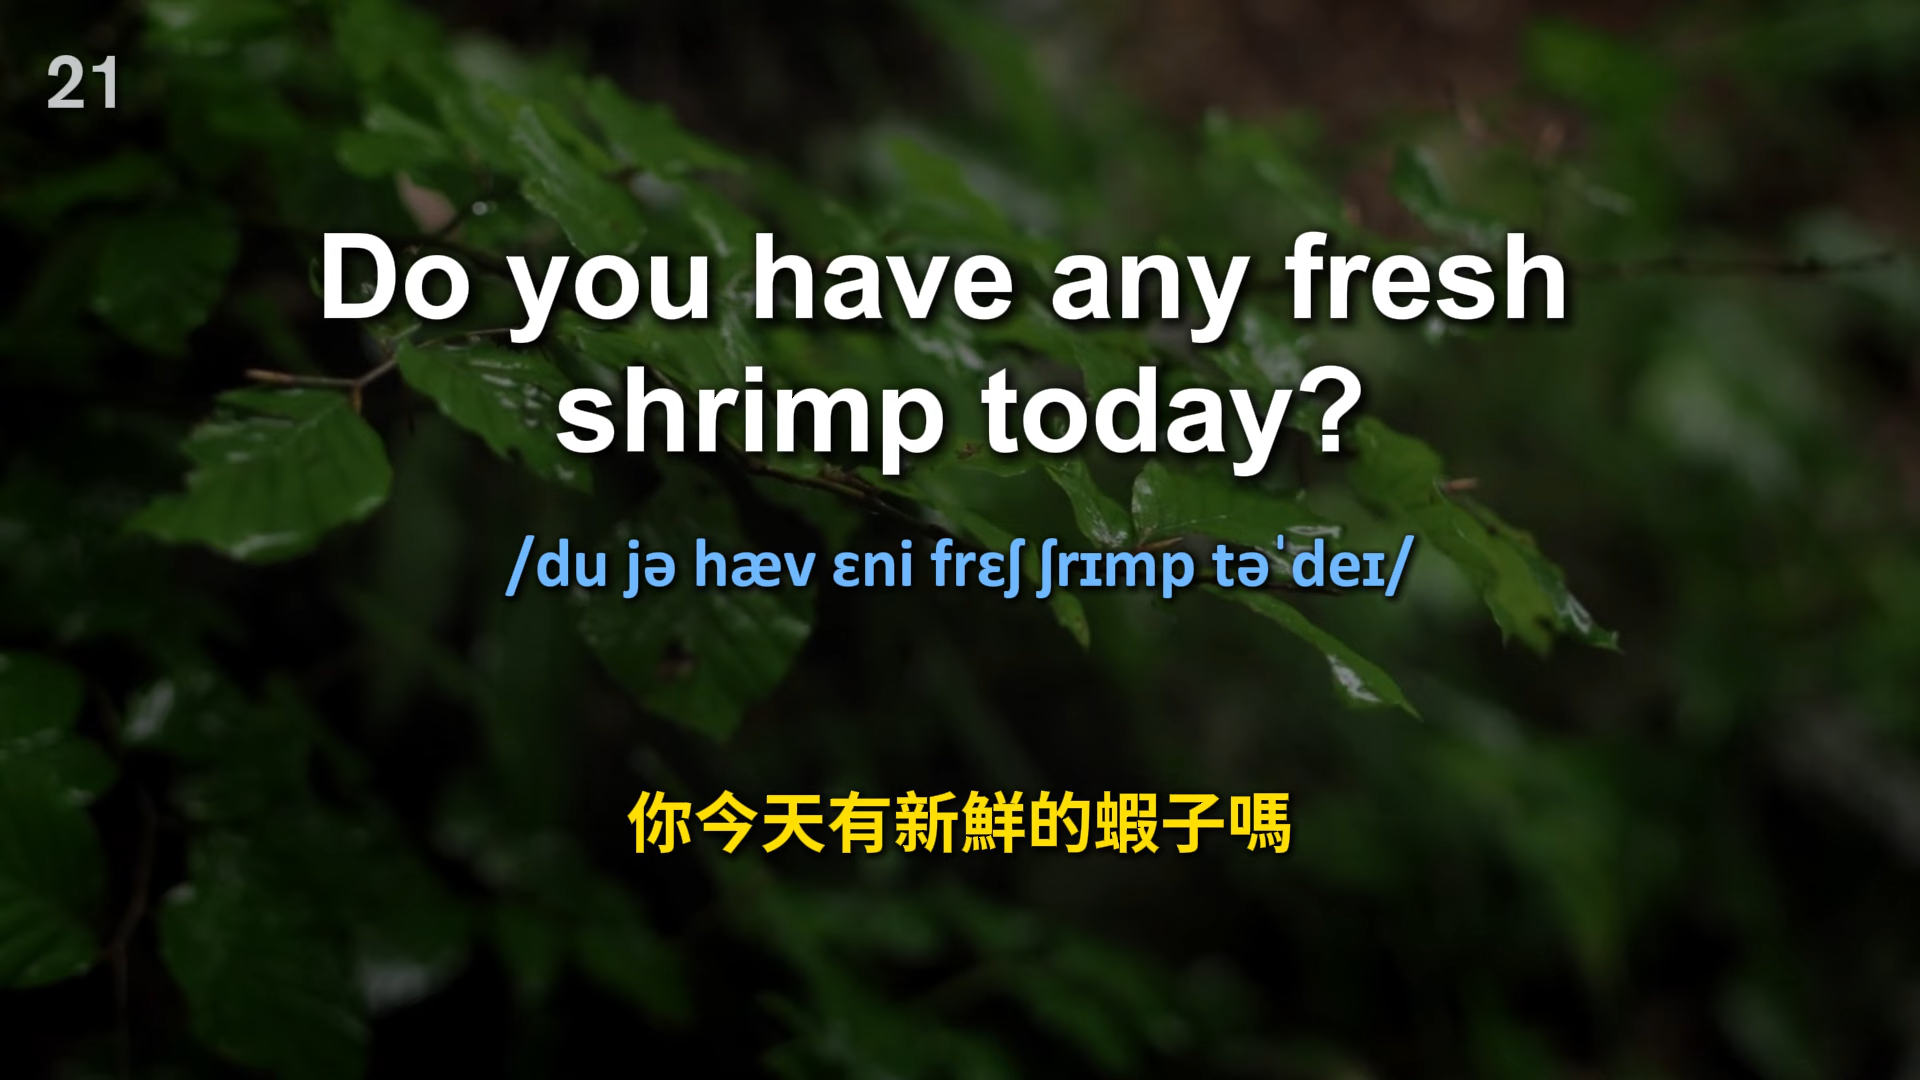 21
Do you have any fresh
shrimp today?
/du jə hæv ɛni frɛʃ ʃrɪmp təˈdeɪ/
你今天有新鮮的蝦子嗎